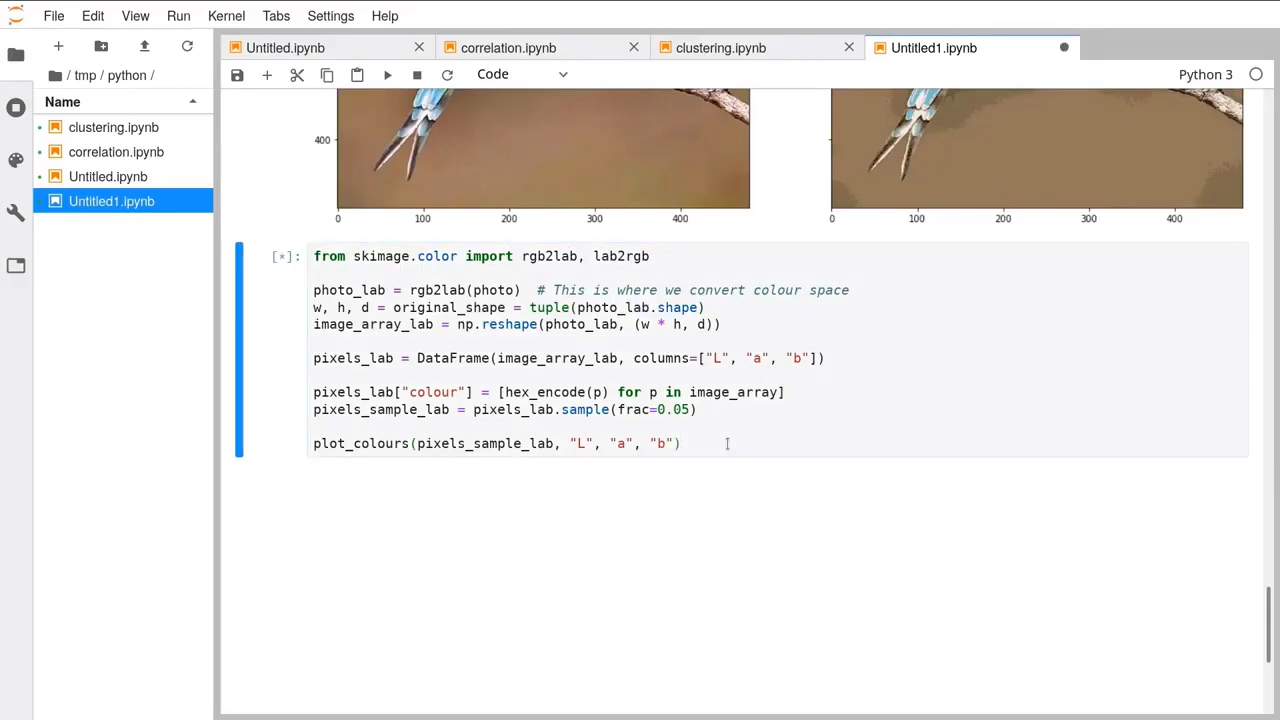 File Edit View Run Kernel Tabs Settings Help
Untitled.ipynb correlation.ipynb clustering.ipynb Untitled1.ipynb
/ tmp / python /
Code
Python 3
Name
clustering.ipynb
correlation.ipynb
Untitled.ipynb
Untitled1.ipynb
400
400
0 100 200 300 400
0 100 200 300 400
[*]:
from skimage.color import rgb2lab, lab2rgb
photo_lab = rgb2lab(photo)  # This is where we convert colour space
w, h, d = original_shape = tuple(photo_lab.shape)
image_array_lab = np.reshape(photo_lab, (w * h, d))
pixels_lab = DataFrame(image_array_lab, columns=["L", "a", "b"])
pixels_lab["colour"] = [hex_encode(p) for p in image_array]
pixels_sample_lab = pixels_lab.sample(frac=0.05)
plot_colours(pixels_sample_lab, "L", "a", "b")